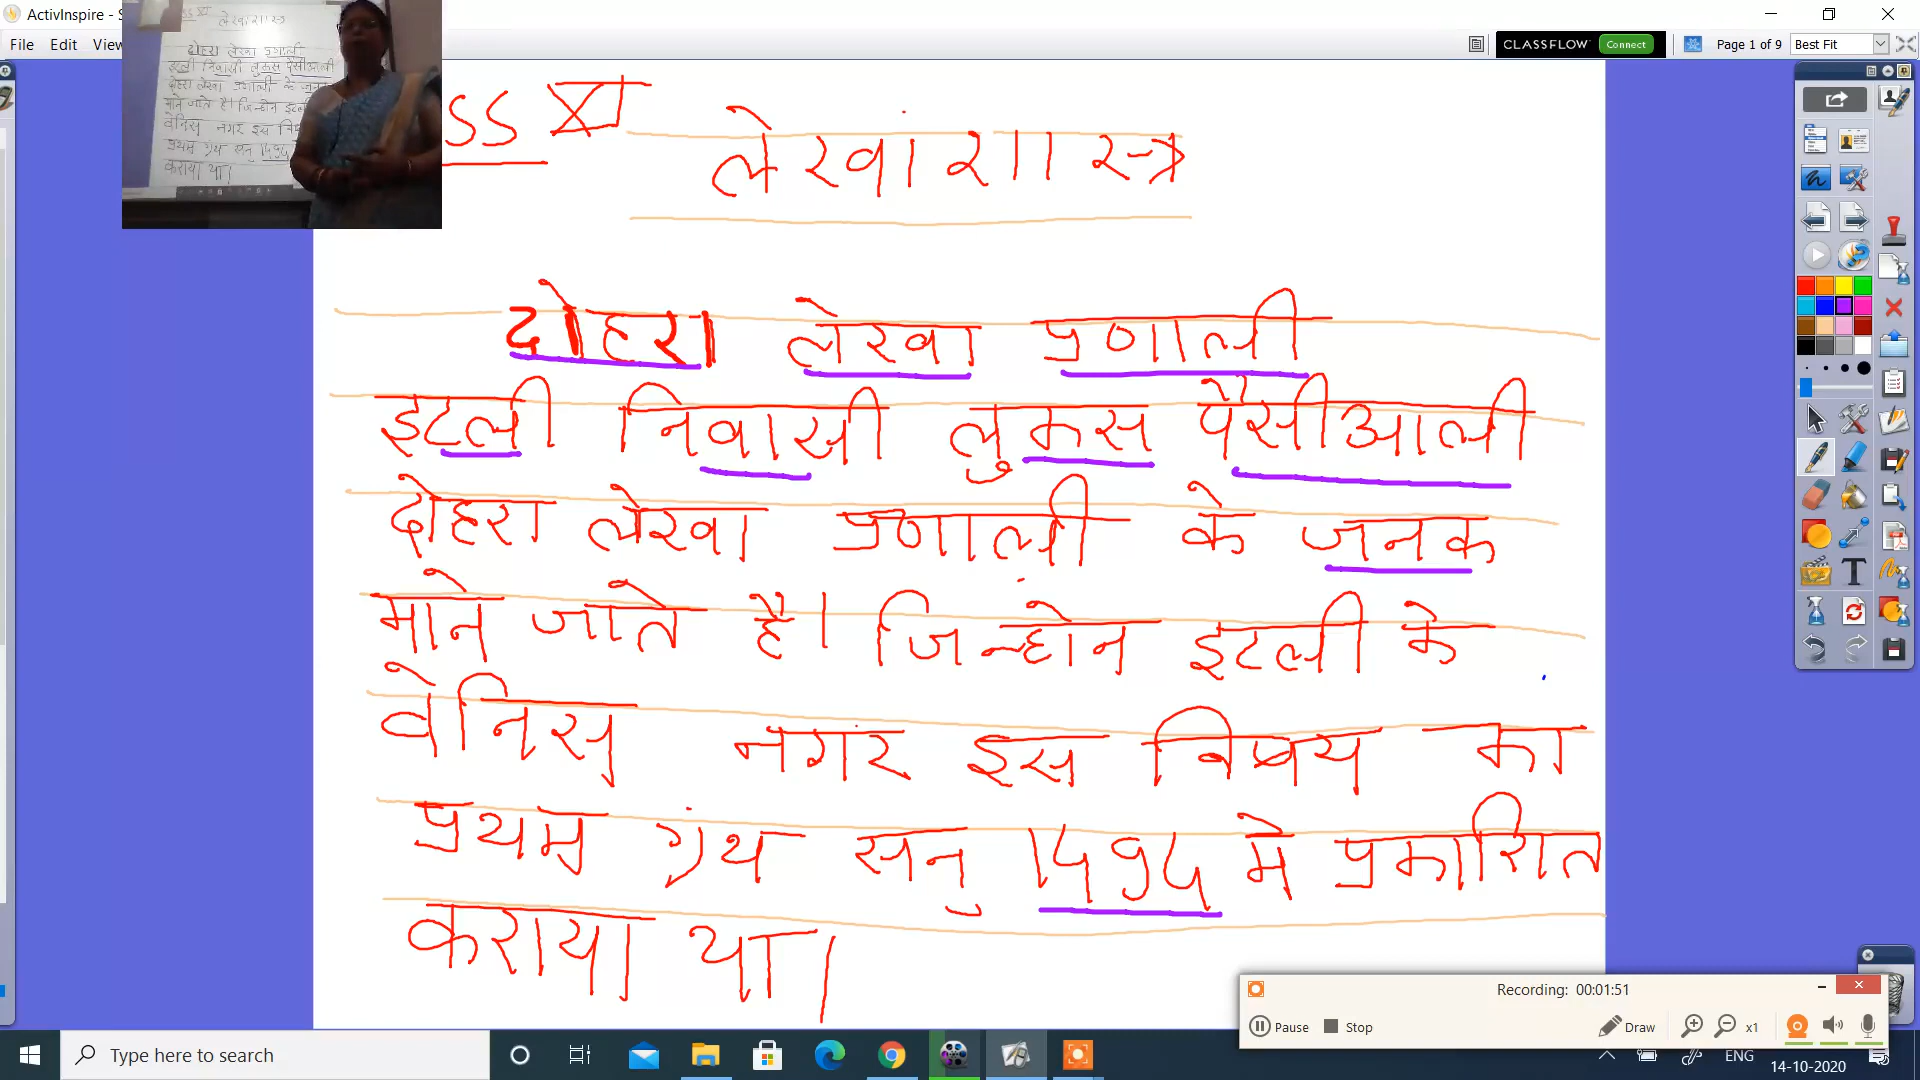 ActivInspire - S
File Edit View
CLASSFLOW Connect
Page 1 of 9 Best Fit
SS XI लेखाशास्त्र
दोहरा लेखा प्रणाली
इटली निवासी लुकस पैसीआली
दोहरा लेखा प्रणाली के जनक
माने जाते है। जिन्होंने इटली के
वेनिस् नगर इस विषय का
प्रथम ग्रंथ सन् 1494 मे प्रकाशित
कराया था।
Recording: 00:01:51
Pause Stop Draw x1
Type here to search
ENG
14-10-2020